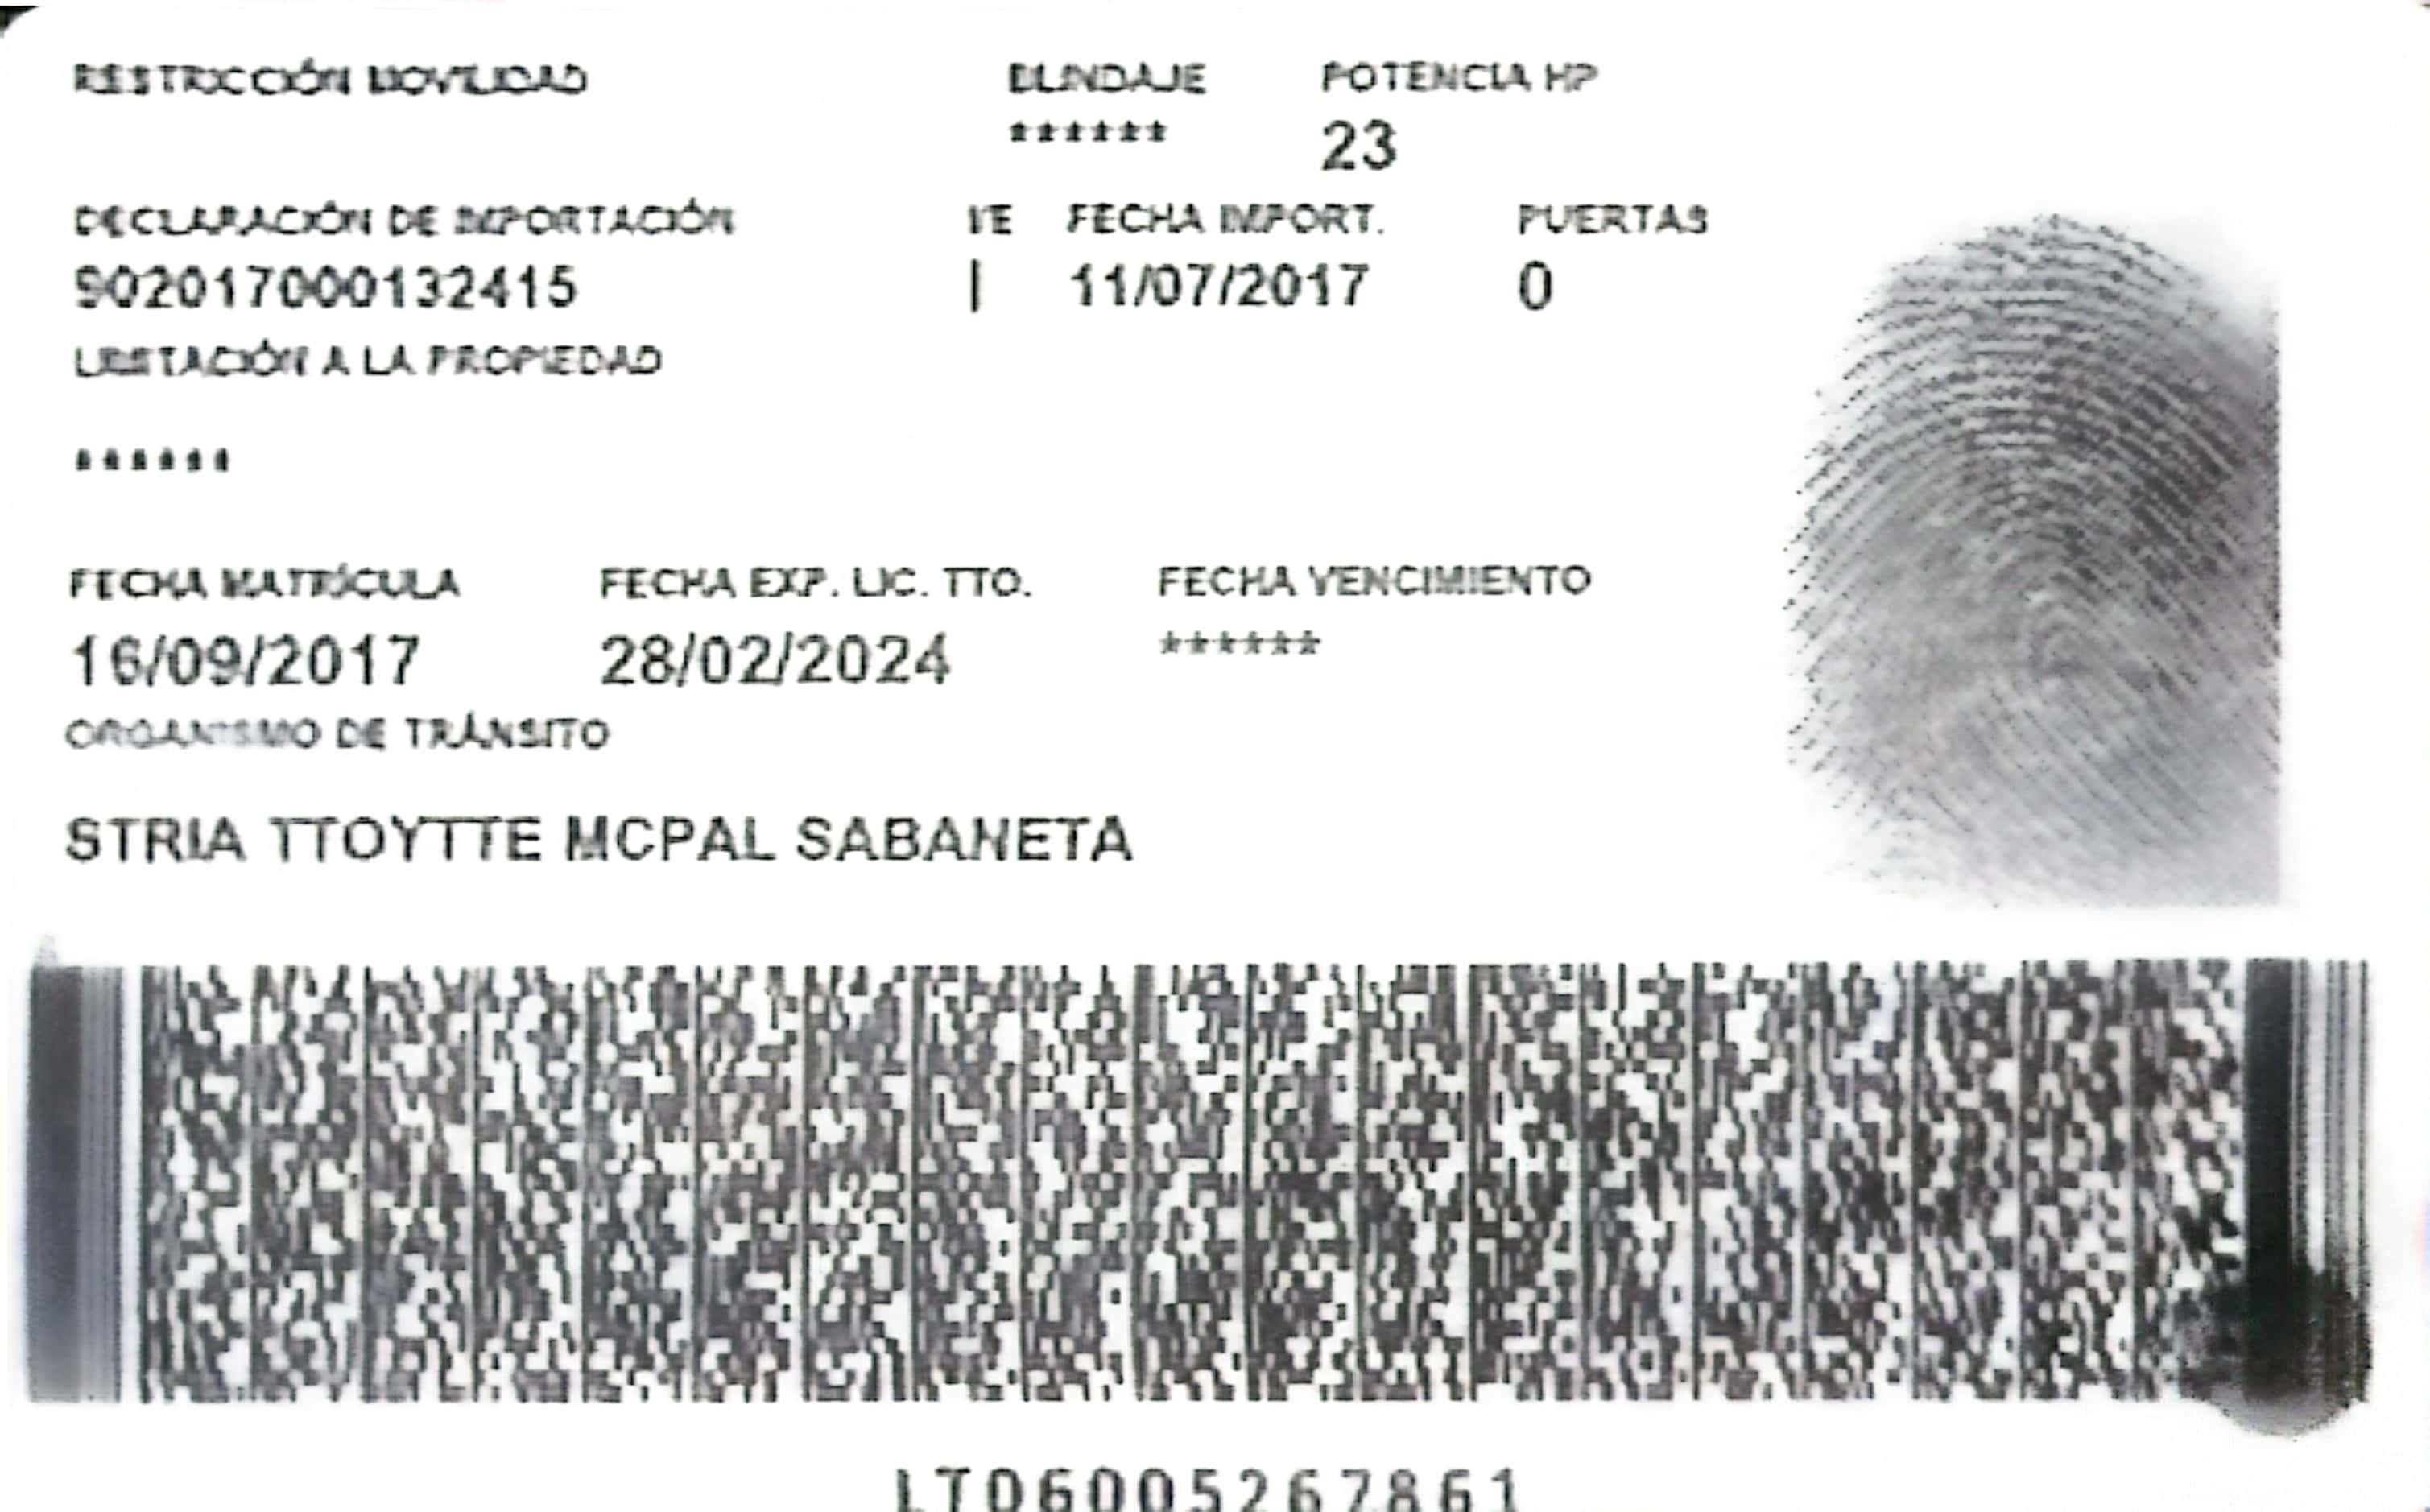 RESTRICCIÓN MOVILIDAD BLINDAJE POTENCIA HP
****** 23
DECLARACIÓN DE IMPORTACIÓN I/E FECHA IMPORT. PUERTAS
902017000132415 I 11/07/2017 0
LIMITACIÓN A LA PROPIEDAD
******
FECHA MATRÍCULA FECHA EXP. LIC. TTO. FECHA VENCIMIENTO
16/09/2017 28/02/2024 ******
ORGANISMO DE TRÁNSITO
STRIA TTOYTTE MCPAL SABANETA
LT06005267861